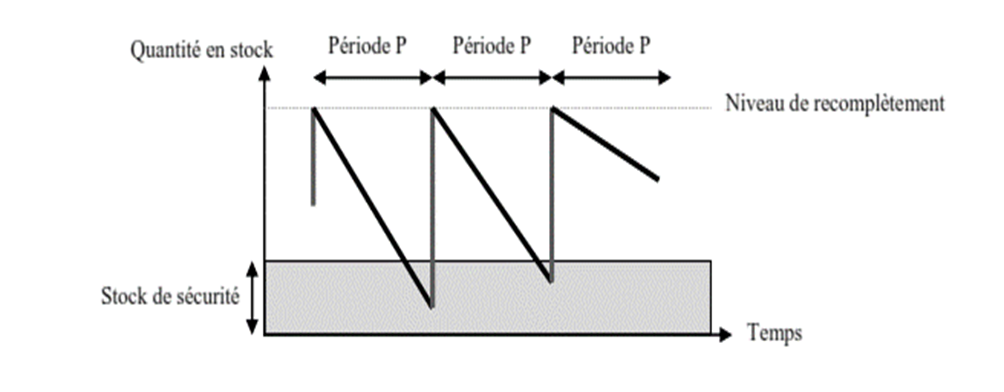 Période P Période P Période P
Quantité en stock
Niveau de recomplètement
Stock de sécurité
Temps